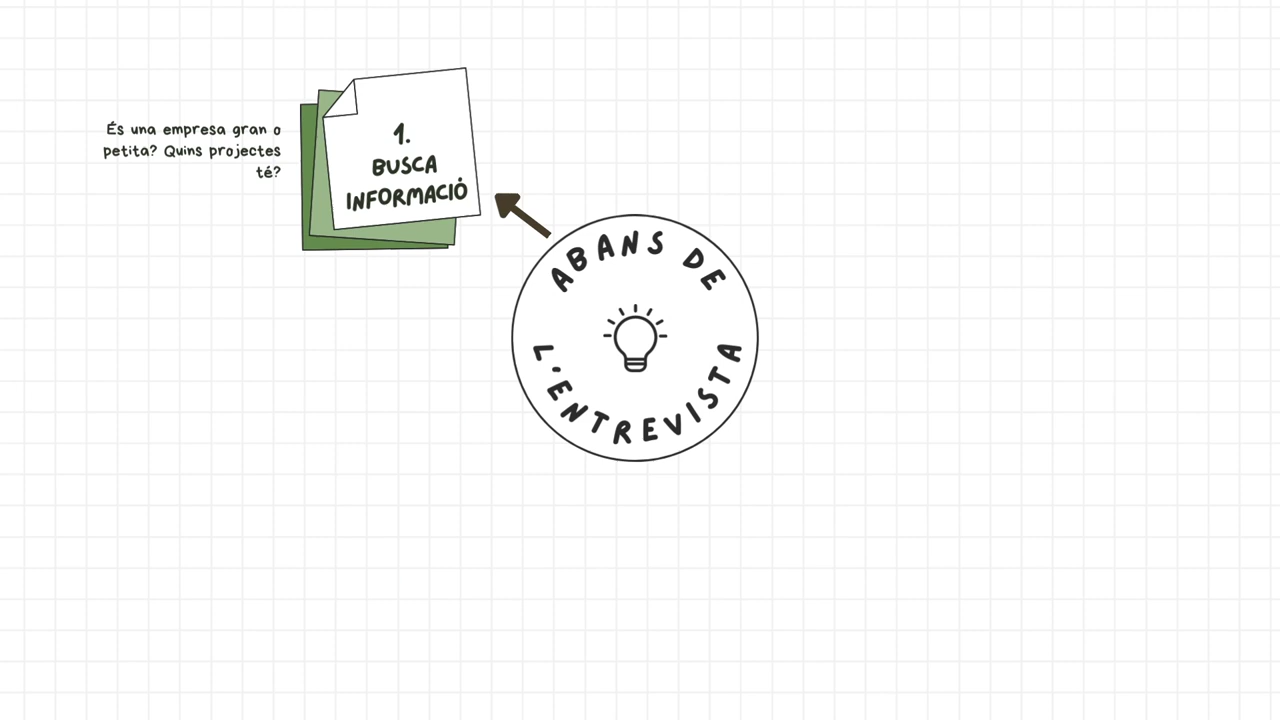 És una empresa gran o
petita? Quins projectes
té?
1.
BUSCA
INFORMACIÓ
ABANS DE
L'ENTREVISTA